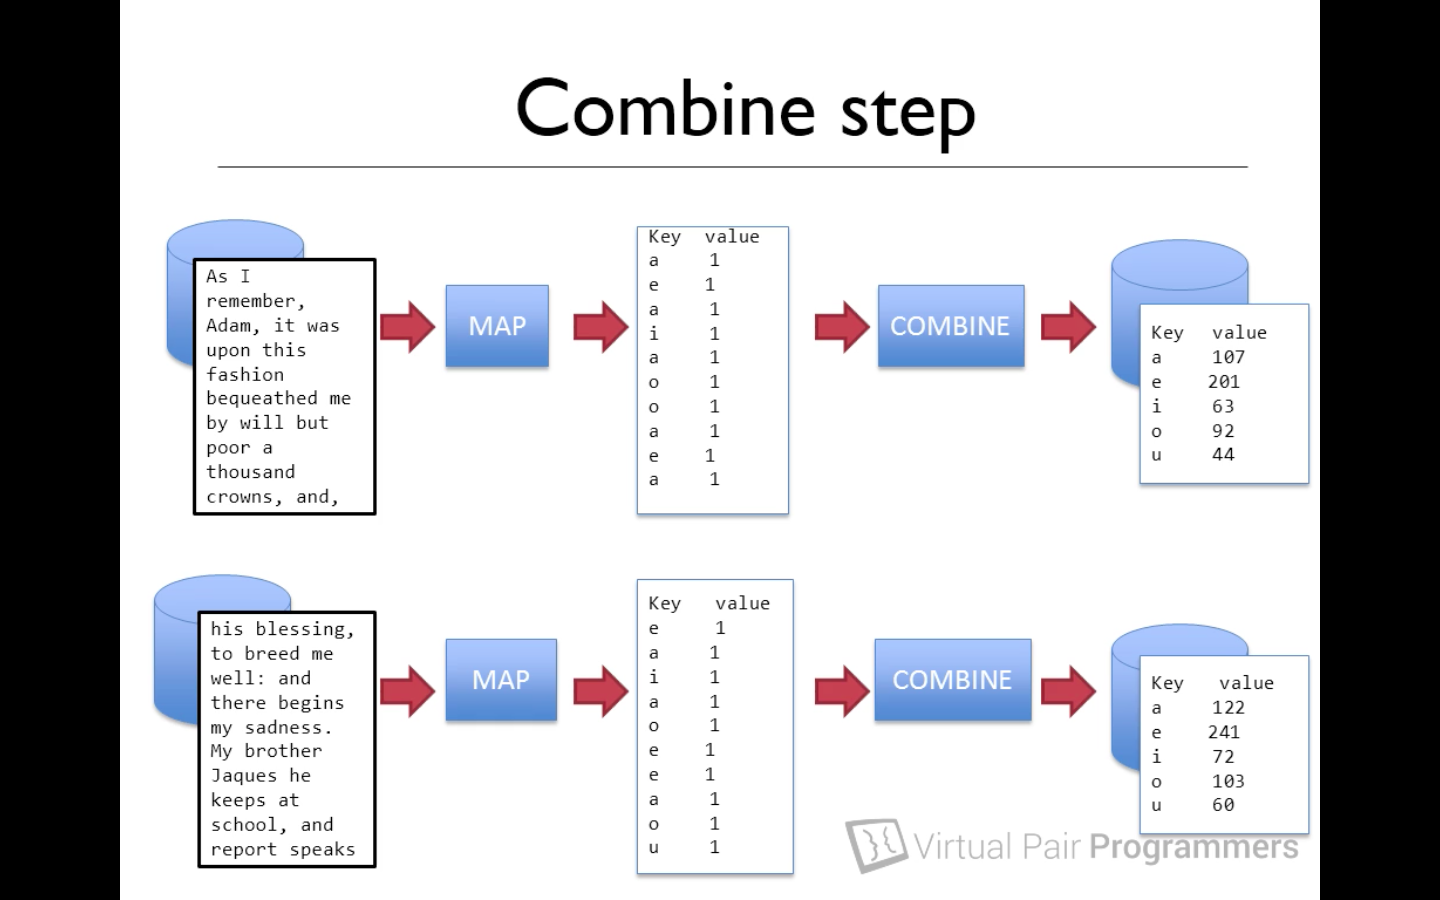 Combine step
As I
remember,
Adam, it was
upon this
fashion
bequeathed me
by will but
poor a
thousand
crowns, and,
MAP
Key value
a 1
e 1
a 1
i 1
a 1
o 1
o 1
a 1
e 1
a 1
COMBINE
Key value
a 107
e 201
i 63
o 92
u 44
his blessing,
to breed me
well: and
there begins
my sadness.
My brother
Jaques he
keeps at
school, and
report speaks
MAP
Key value
e 1
a 1
i 1
a 1
o 1
e 1
e 1
a 1
o 1
u 1
COMBINE
Key value
a 122
e 241
i 72
o 103
u 60
Virtual Pair Programmers